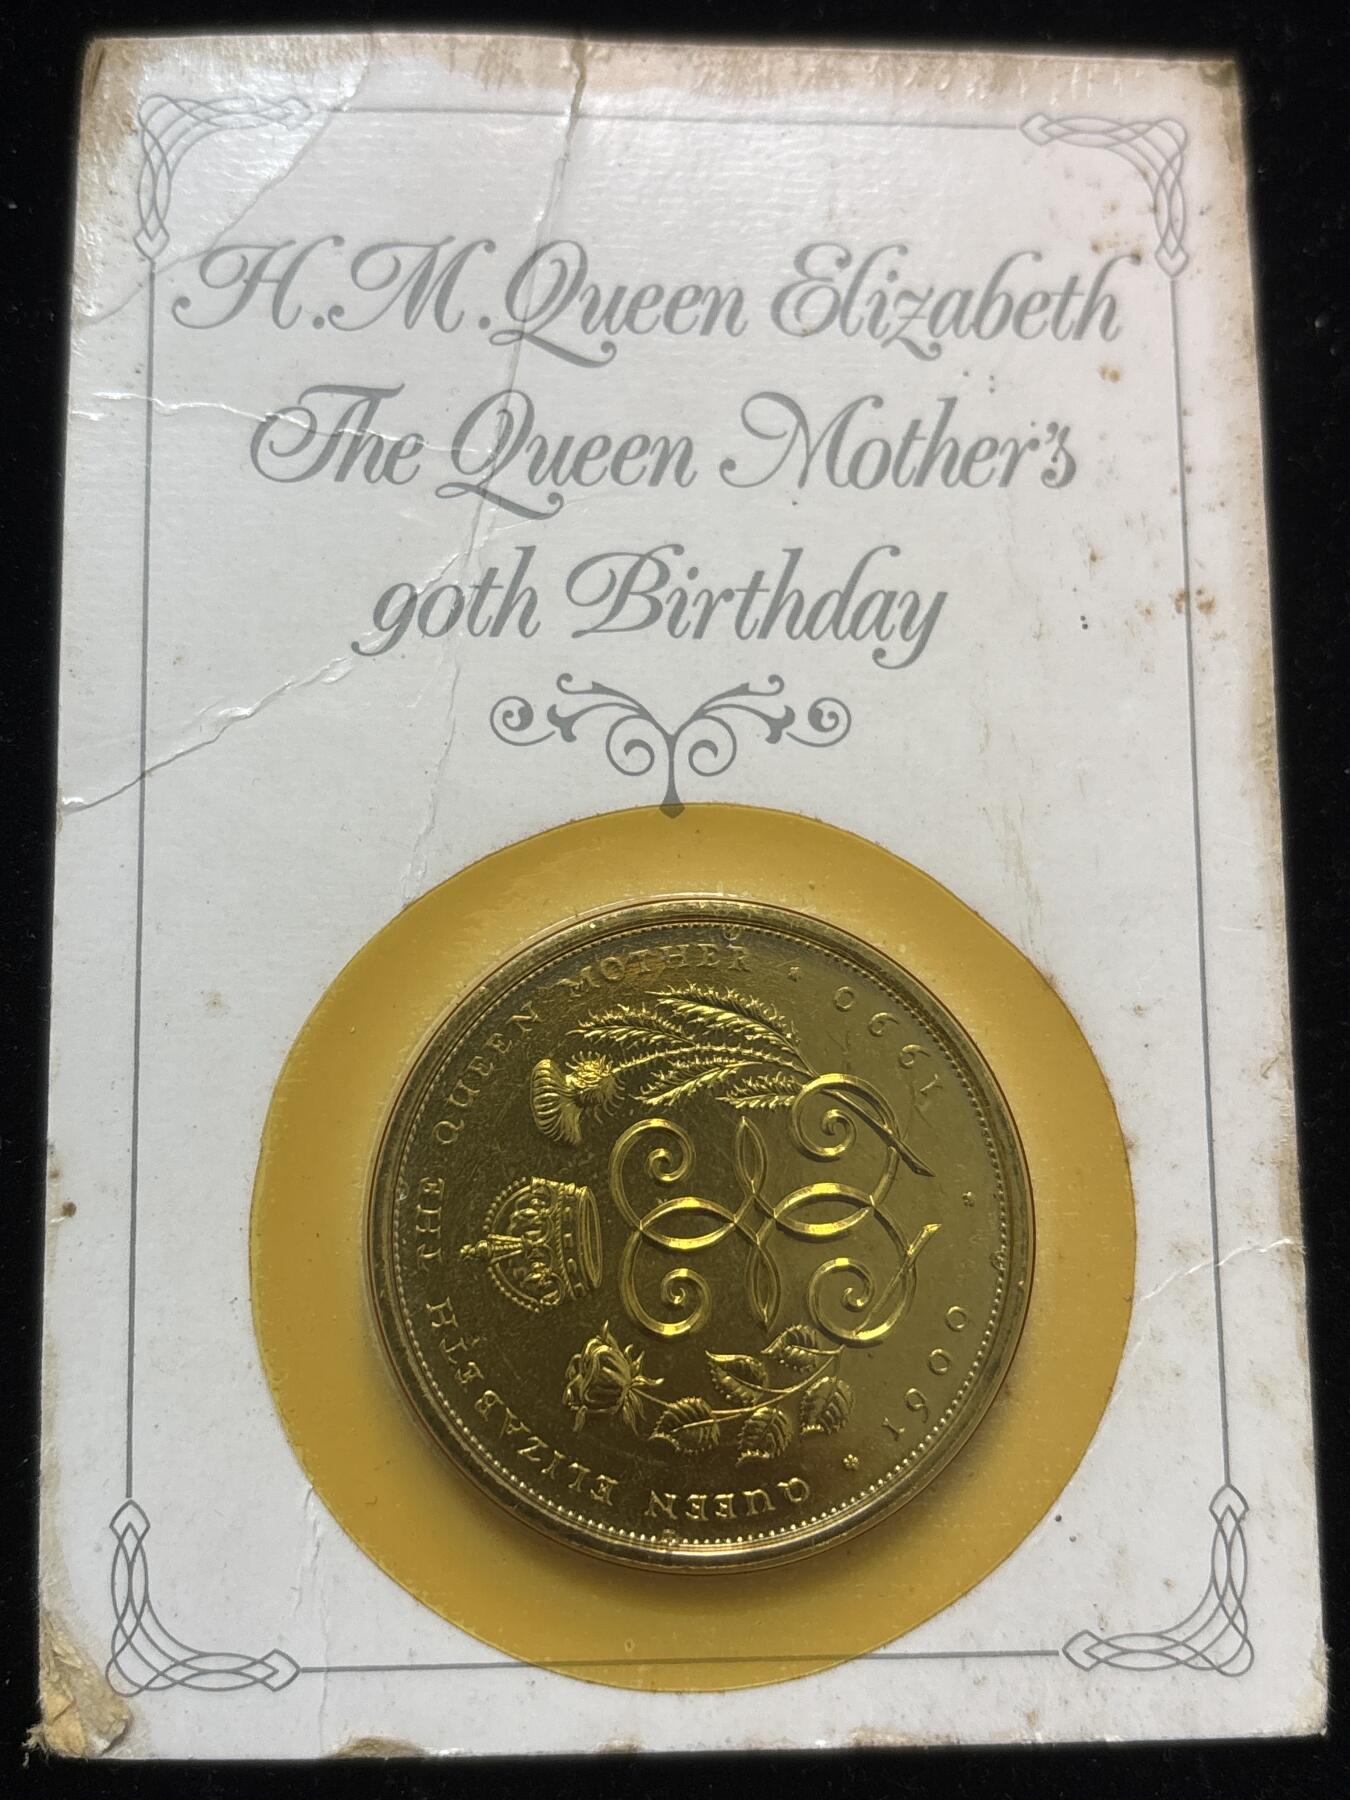 H.M. Queen Elizabeth
The Queen Mother's
90th Birthday
QUEEN ELIZABETH THE QUEEN MOTHER
1900 · 1990